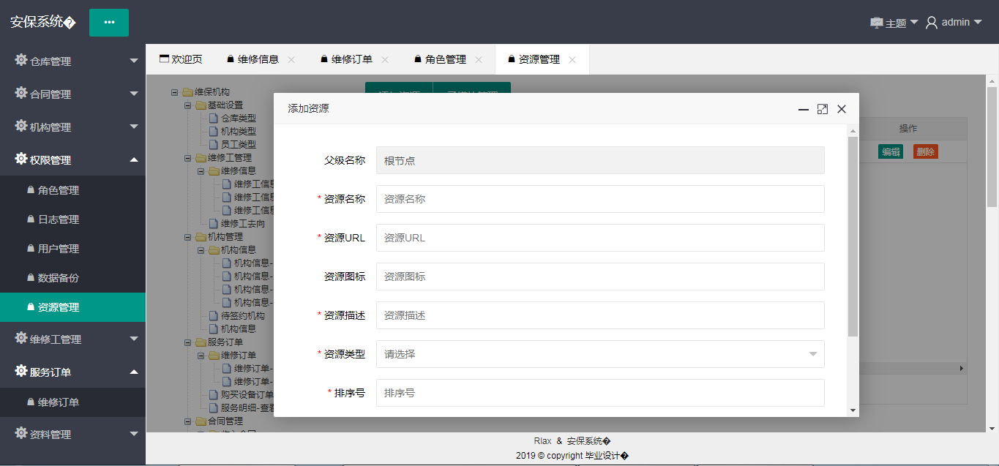 安保系统�
•••
主题
admin
仓库管理
合同管理
机构管理
权限管理
角色管理
日志管理
用户管理
数据备份
资源管理
维修工管理
服务订单
维修订单
资料管理
欢迎页
维修信息
维修订单
角色管理
资源管理
维保机构
基础设置
仓库类型
机构类型
员工类型
维修工管理
维修信息
维修工信息
维修工信息
维修工信息
维修工去向
机构管理
机构信息
机构信息-
机构信息-
机构信息-
机构信息-
待签约机构
机构信息
服务订单
维修订单
维修订单-
维修订单-
购买设备订单
服务明细-查看
合同管理
操作
编辑
删除
添加资源
父级名称
根节点
* 资源名称
资源名称
* 资源URL
资源URL
资源图标
资源图标
* 资源描述
资源描述
* 资源类型
请选择
* 排序号
排序号
Rlax & 安保系统�
2019 © copyright 毕业设计�